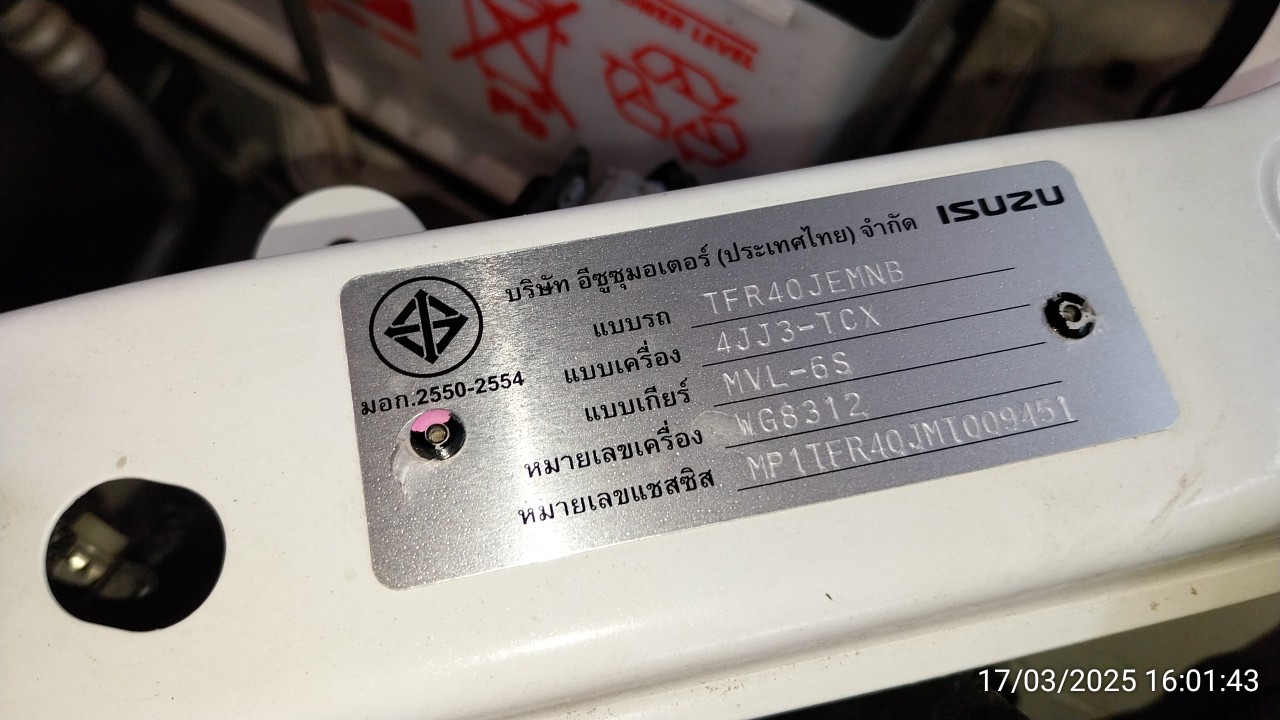 LOWER LEVEL
ISUZU
บริษัท อีซูซุมอเตอร์ (ประเทศไทย) จำกัด
แบบรถ TFR40JEMNB
แบบเครื่อง 4JJ3-TCX
มอก.2550-2554
แบบเกียร์ MVL-6S
หมายเลขเครื่อง WG8312
หมายเลขแชสซิส MP1TFR40JMT009451
17/03/2025 16:01:43